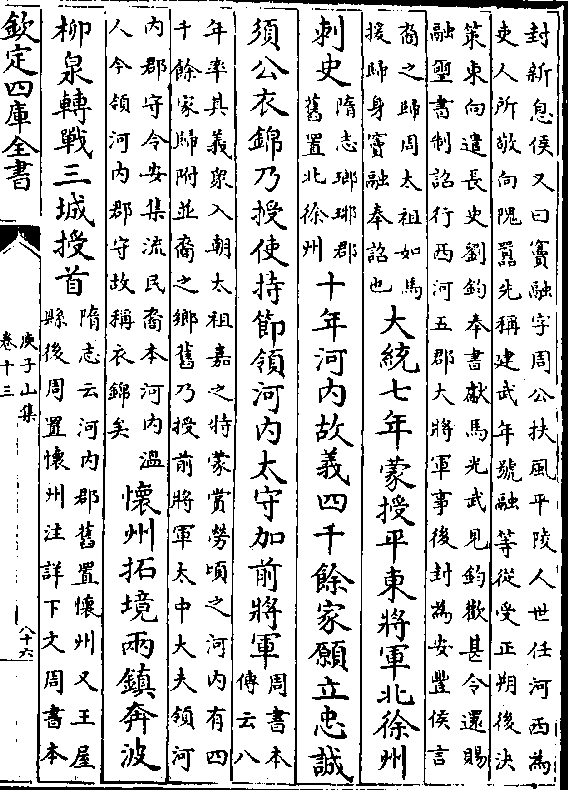 封新息侯又曰竇融字周公扶風平陵人世任河西為
吏人所敬向隗囂先稱建武年號融等從受正朔後決
策東向遣長史劉鈞奉書獻馬光武見鈞歡甚令還賜
融璽書制詔行西河五郡大將軍事後封為安豐侯言
裔之歸周太祖如馬
援歸身竇融奉詔也
大統七年蒙授平東將軍北徐州
刺史
隋志瑯琊郡
舊置北徐州
十年河内故義四千餘家願立忠誠
須公衣錦乃授使持節領河内太守加前將軍
周書本
傳云八
年率其義衆入朝太祖嘉之特蒙賞勞頃之河内有四
千餘家歸附並裔之鄉舊乃授前將軍太中大夫領河
内郡守令安集流民裔本河内溫
人今領河内郡守故稱衣錦矣
懷州拓境兩鎮奔波
柳泉轉戰三城授首
隋志云河内郡舊置懷州又王屋
縣後周置懷州注詳下文周書本
欽定四庫全書
庾子山集
卷十三
八十六